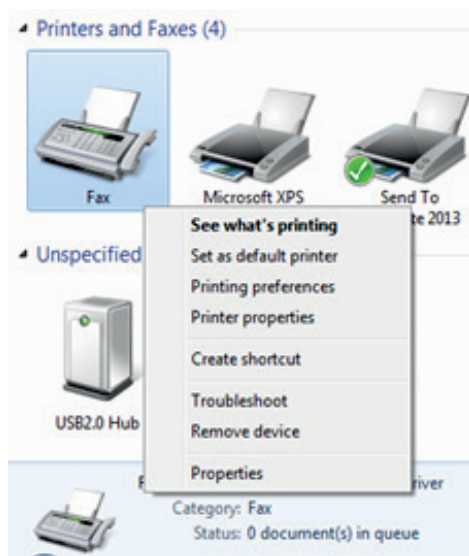 Printers and Faxes (4)
Fax
Microsoft XPS
Send To
te 2013
See what's printing
Set as default printer
Printing preferences
Printer properties
Create shortcut
Troubleshoot
Remove device
Properties
Unspecified
USB2.0 Hub
Category: Fax
Status: 0 document(s) in queue